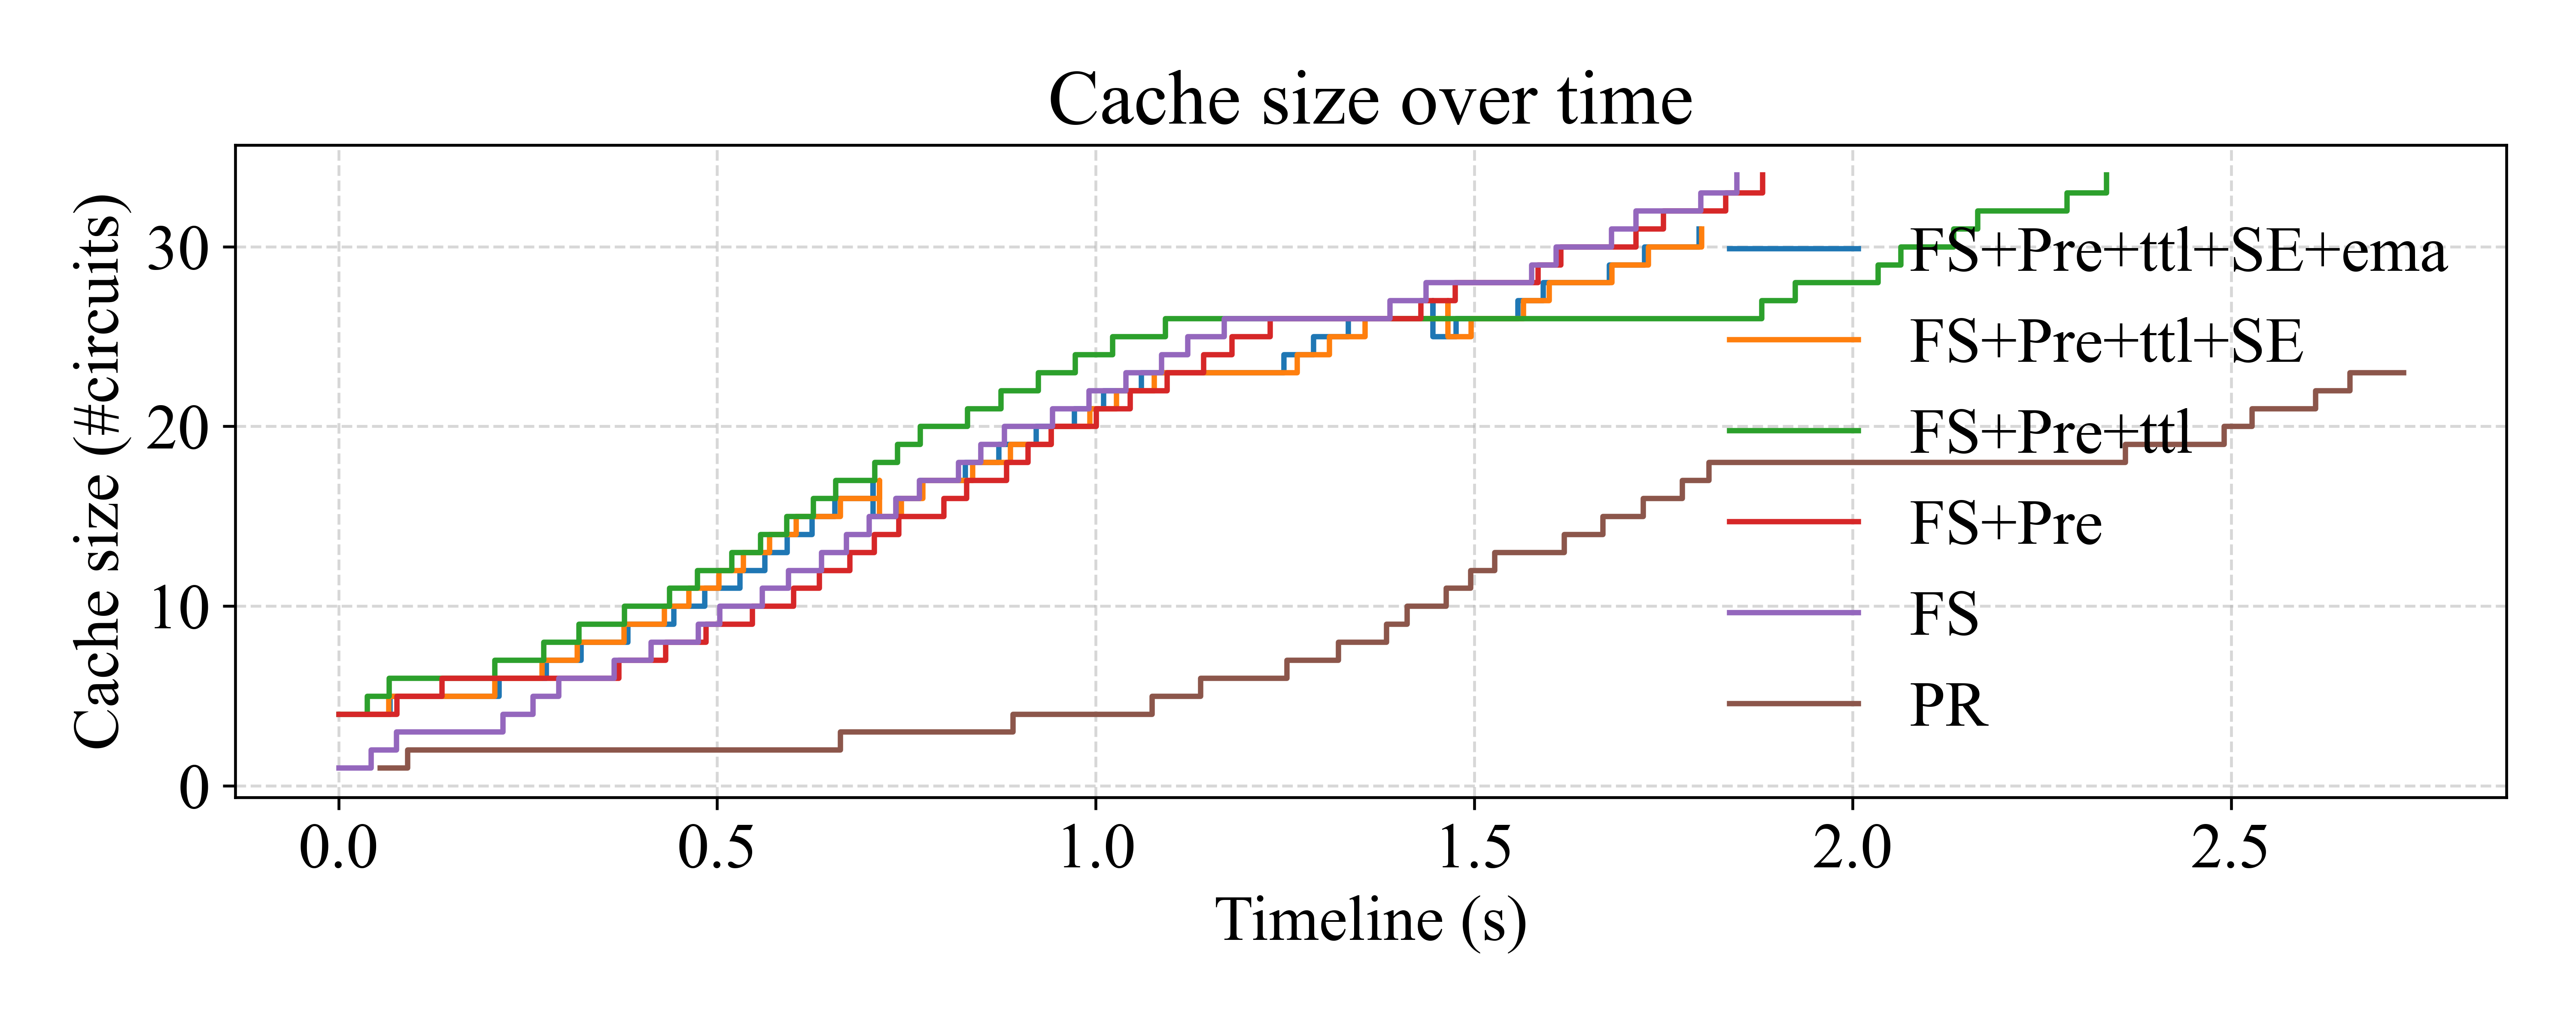 Cache size over time
Cache size (#circuits)
30
20
10
0
FS+Pre+ttl+SE+ema
FS+Pre+ttl+SE
FS+Pre+ttl
FS+Pre
FS
PR
0.0 0.5 1.0 1.5 2.0 2.5
Timeline (s)